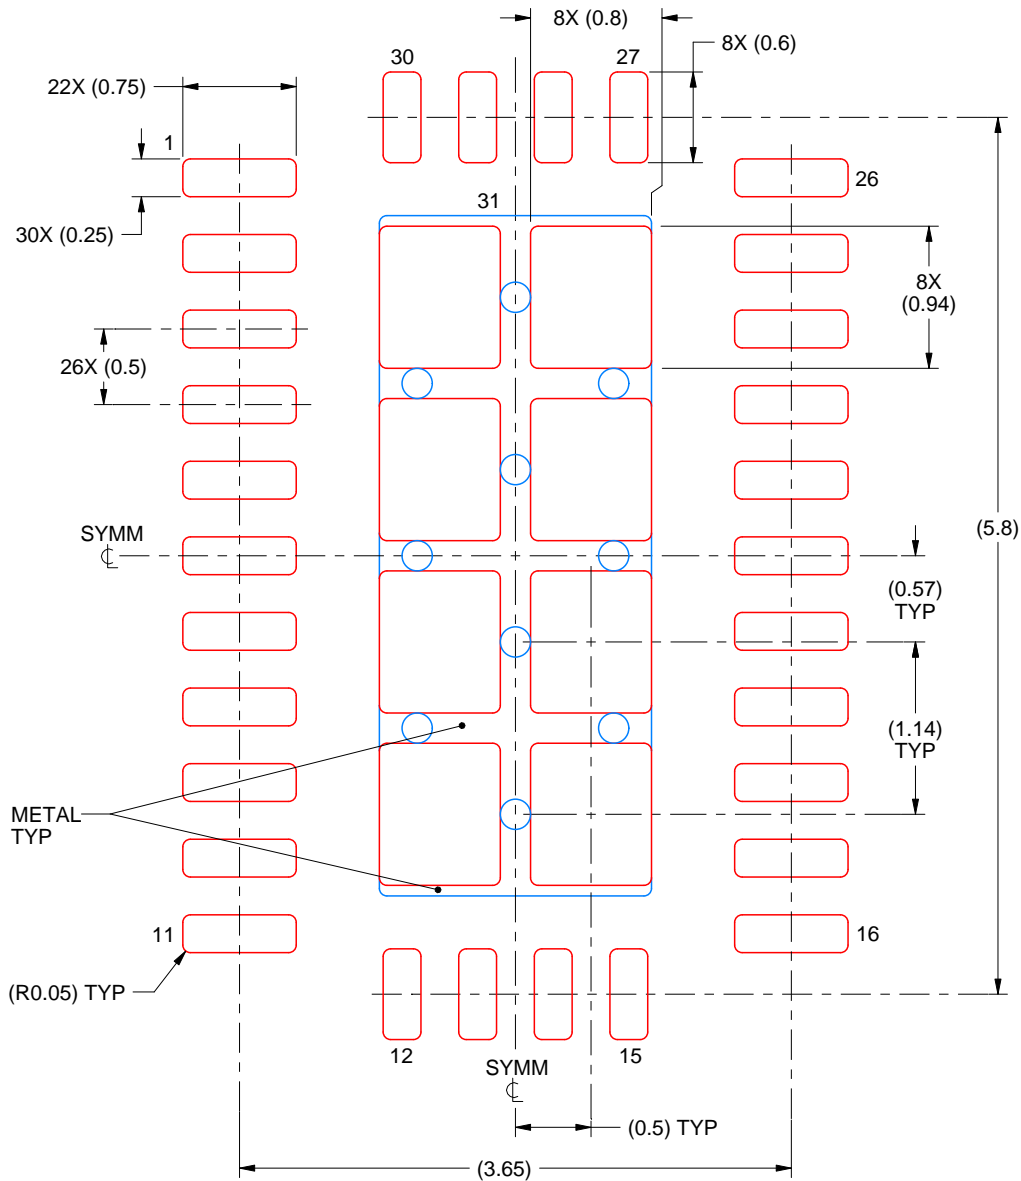 8X (0.8)
30
27
8X (0.6)
22X (0.75)
1
26
30X (0.25)
31
8X
(0.94)
26X (0.5)
SYMM
(5.8)
(0.57)
TYP
(1.14)
TYP
METAL
TYP
11
16
(R0.05) TYP
12
15
SYMM
(0.5) TYP
(3.65)